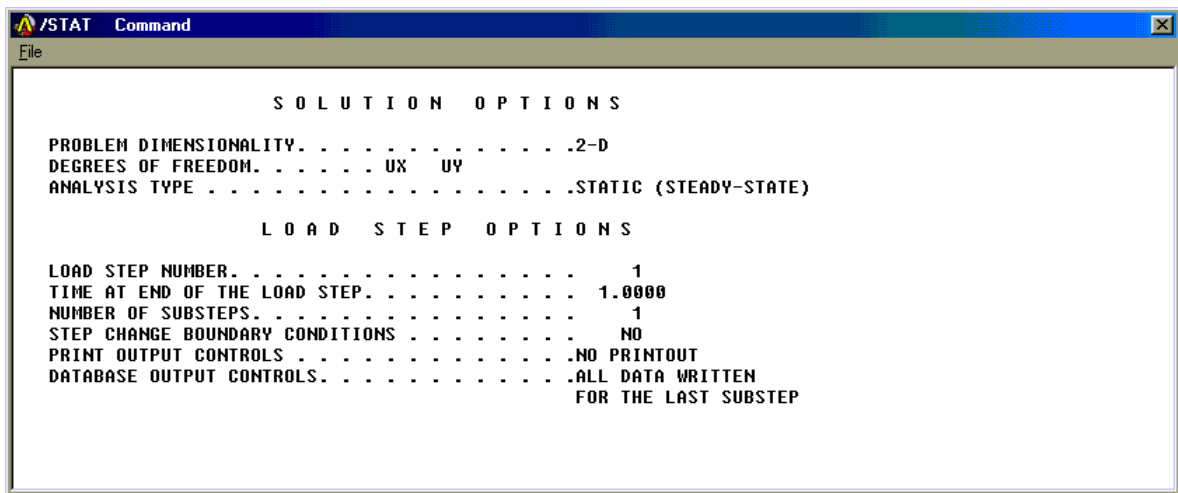 /STAT Command
File
S O L U T I O N   O P T I O N S
PROBLEM DIMENSIONALITY. . . . . . . . . . . . .2-D
DEGREES OF FREEDOM. . . . . . UX   UY
ANALYSIS TYPE . . . . . . . . . . . . . . . . .STATIC (STEADY-STATE)
L O A D   S T E P   O P T I O N S
LOAD STEP NUMBER. . . . . . . . . . . . . . . .     1
TIME AT END OF THE LOAD STEP. . . . . . . . . .  1.0000
NUMBER OF SUBSTEPS. . . . . . . . . . . . . . .     1
STEP CHANGE BOUNDARY CONDITIONS . . . . . . . .    NO
PRINT OUTPUT CONTROLS . . . . . . . . . . . . .NO PRINTOUT
DATABASE OUTPUT CONTROLS. . . . . . . . . . . .ALL DATA WRITTEN
FOR THE LAST SUBSTEP